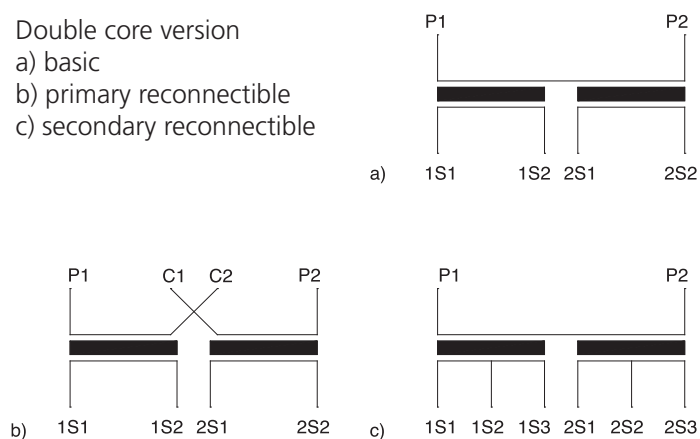 Double core version
a) basic
b) primary reconnectible
c) secondary reconnectible
P1 P2
a) 1S1 1S2 2S1 2S2
P1 C1 C2 P2
b) 1S1 1S2 2S1 2S2
P1 P2
c) 1S1 1S2 1S3 2S1 2S2 2S3